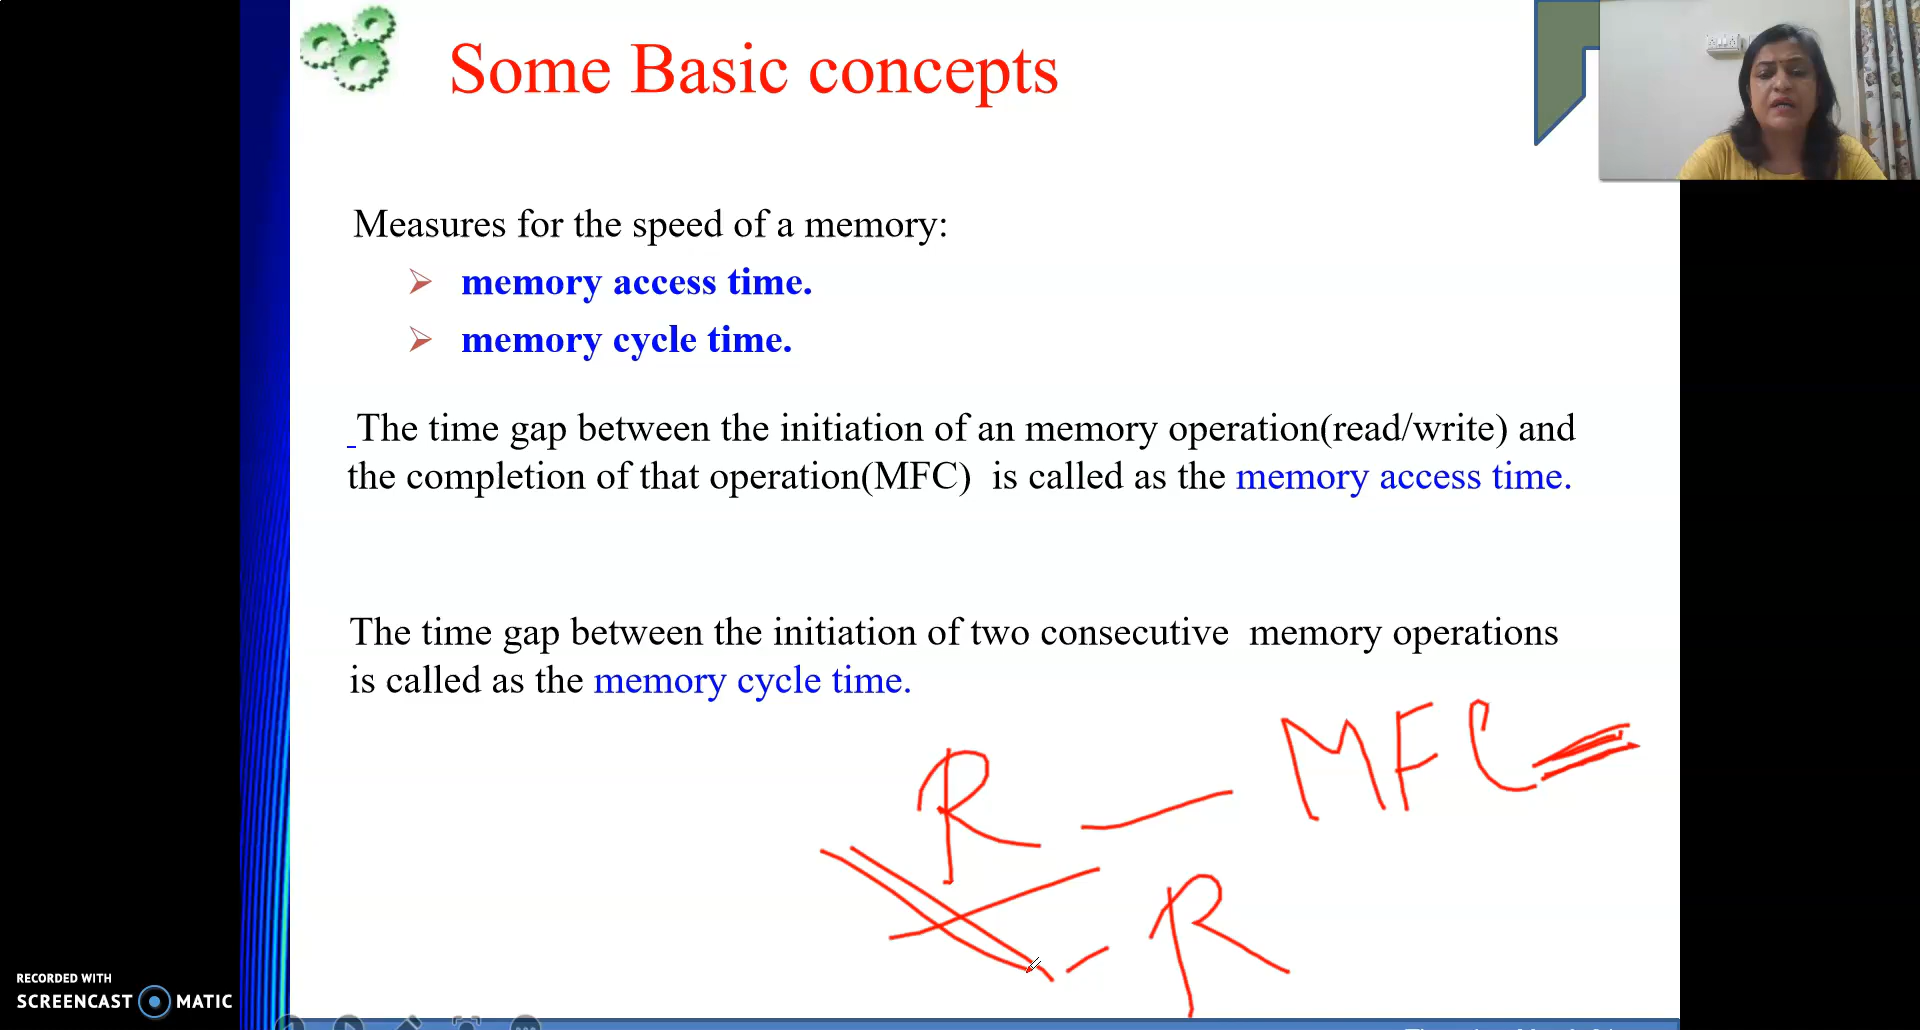 Some Basic concepts
Measures for the speed of a memory:
memory access time.
memory cycle time.
The time gap between the initiation of an memory operation(read/write) and
the completion of that operation(MFC) is called as the memory access time.
The time gap between the initiation of two consecutive memory operations
is called as the memory cycle time.
R — MFC
R
RECORDED WITH
SCREENCAST MATIC